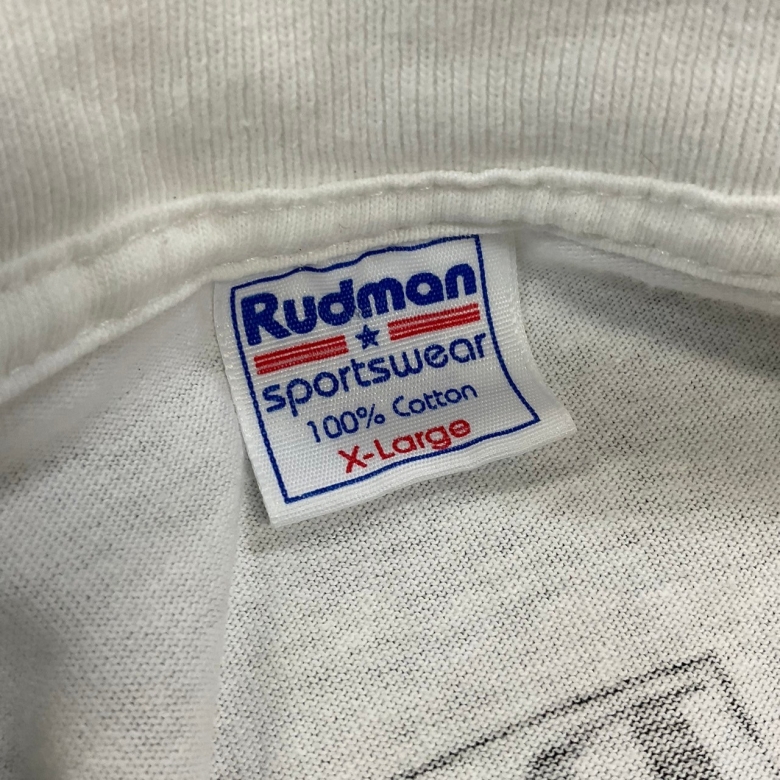 Rudman
sportswear
100% Cotton
X-Large